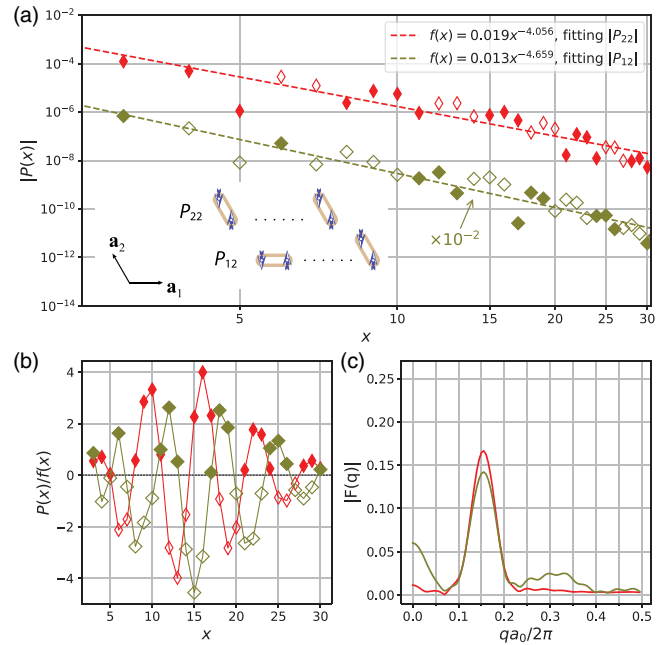 (a)
10⁻²
10⁻⁴
10⁻⁶
10⁻⁸
10⁻¹⁰
10⁻¹²
10⁻¹⁴
|P(x)|
f(x) = 0.019x⁻⁴·⁰⁵⁶, fitting |P₂₂|
f(x) = 0.013x⁻⁴·⁶⁵⁹, fitting |P₁₂|
P₂₂ . . . . . .
P₁₂ . . . . . .
×10⁻²
a₂
a₁
5 10 15 20 25 30
x
(b)
4
2
0
−2
−4
P(x)/f(x)
5 10 15 20 25 30
x
(c)
0.25
0.20
0.15
0.10
0.05
0.00
|F(q)|
0.0 0.1 0.2 0.3 0.4 0.5
qa₀/2π